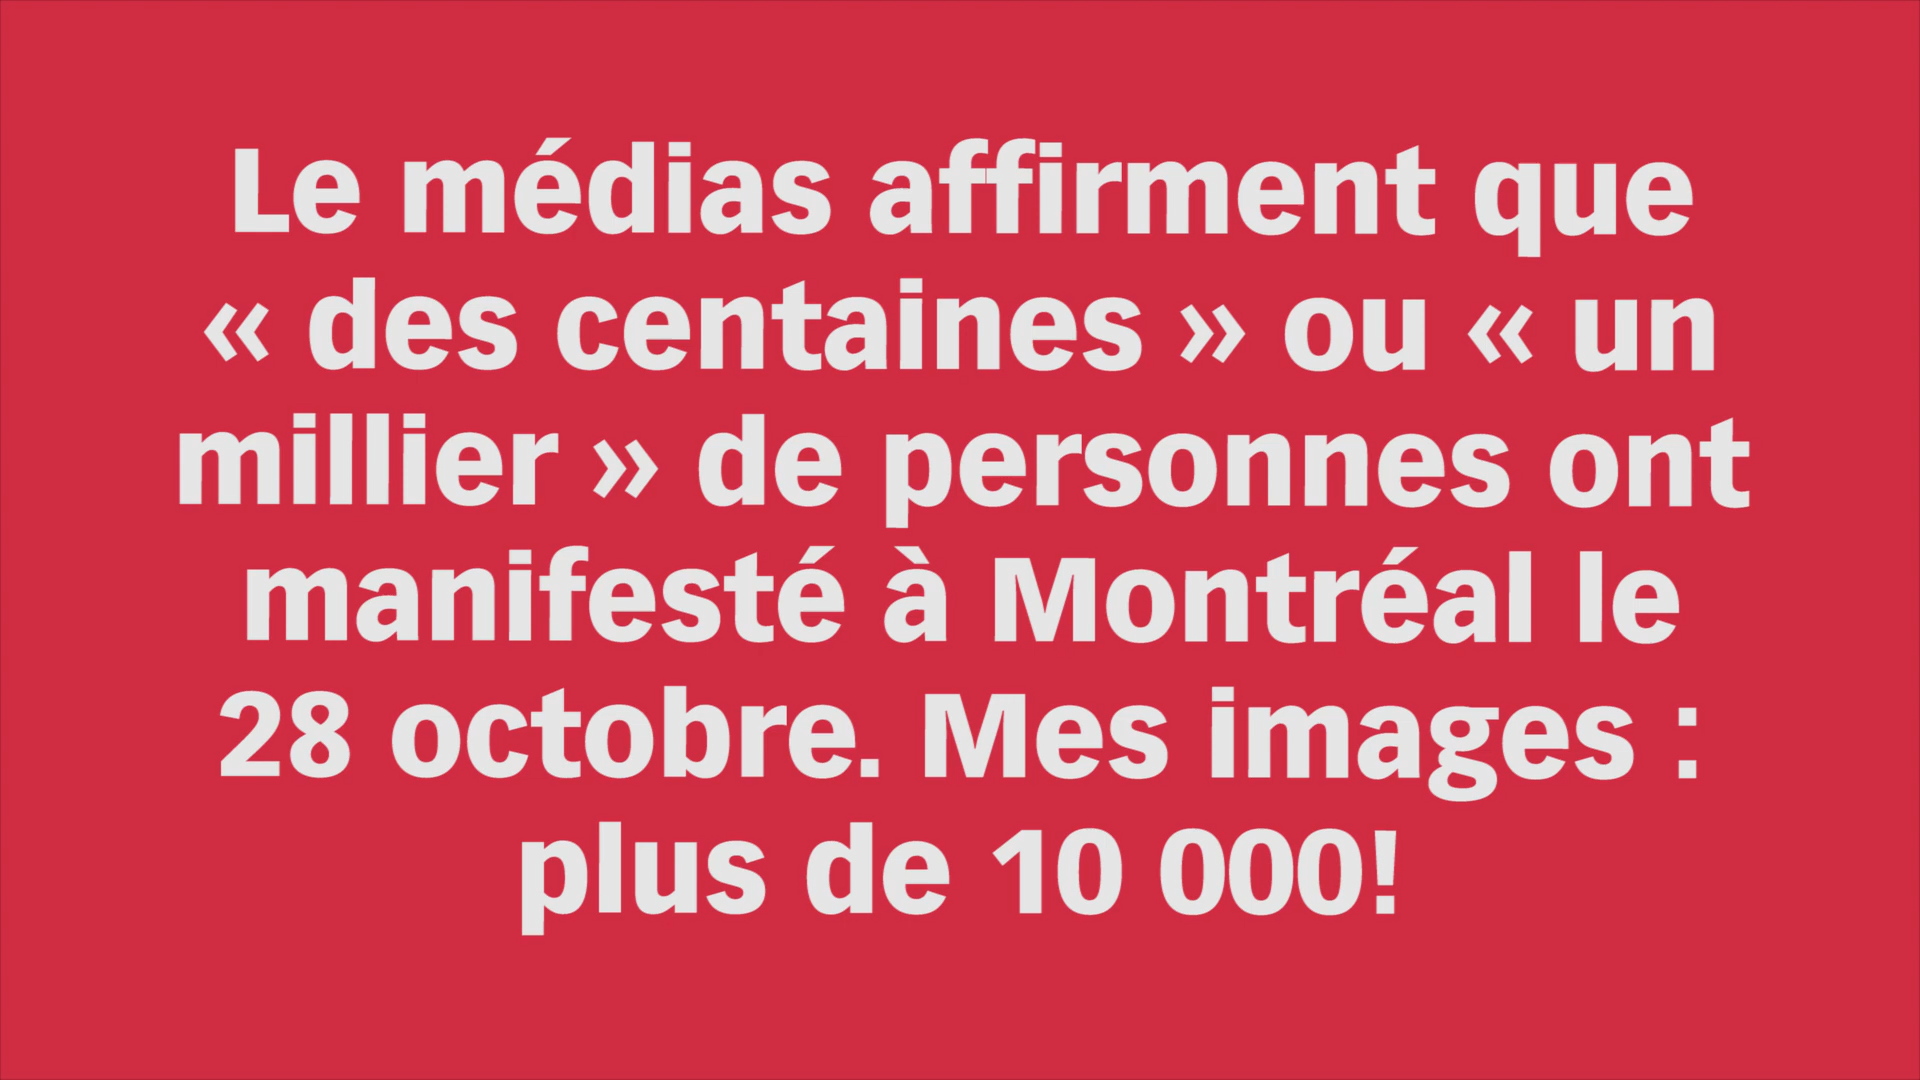 Le médias affirment que
« des centaines » ou « un
millier » de personnes ont
manifesté à Montréal le
28 octobre. Mes images :
plus de 10 000!